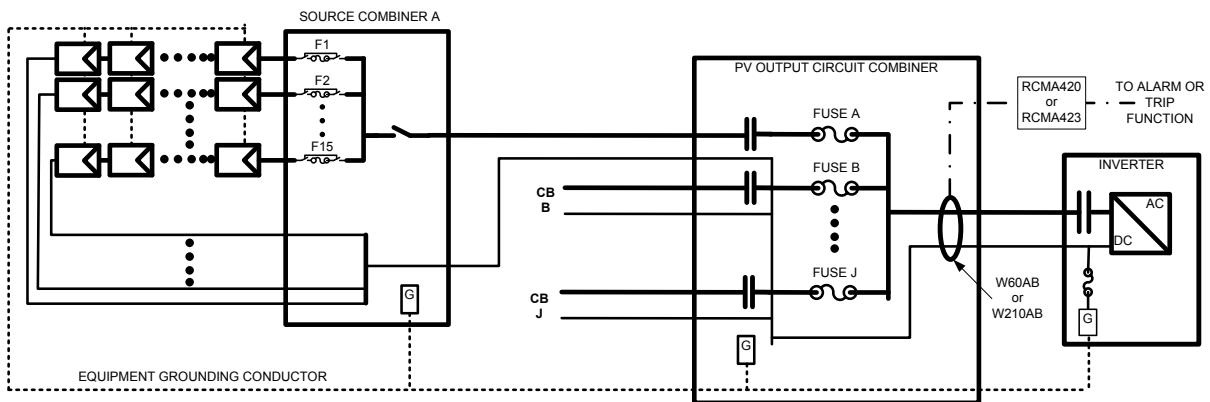 SOURCE COMBINER A
F1
F2
F15
PV OUTPUT CIRCUIT COMBINER
FUSE A
FUSE B
FUSE J
CB
B
CB
J
RCMA420
or
RCMA423
TO ALARM OR
TRIP
FUNCTION
INVERTER
AC
DC
W60AB
or
W210AB
G
G
G
EQUIPMENT GROUNDING CONDUCTOR